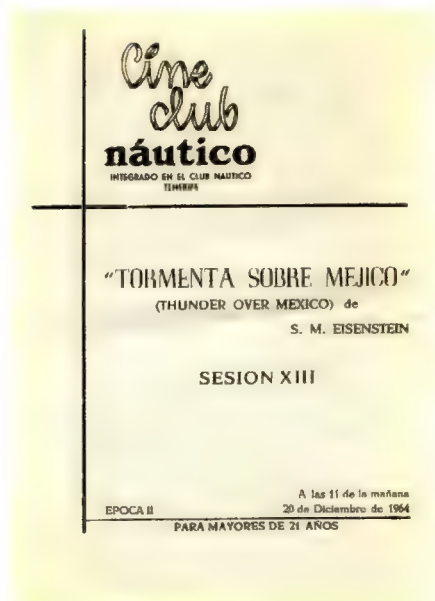 Cine
club
náutico
INTEGRADO EN EL CLUB NAUTICO
TENERIFE
"TORMENTA SOBRE MEJICO"
(THUNDER OVER MEXICO) de
S. M. EISENSTEIN
SESION XIII
A las 11 de la mañana
EPOCA II 20 de Diciembre de 1964
PARA MAYORES DE 21 AÑOS